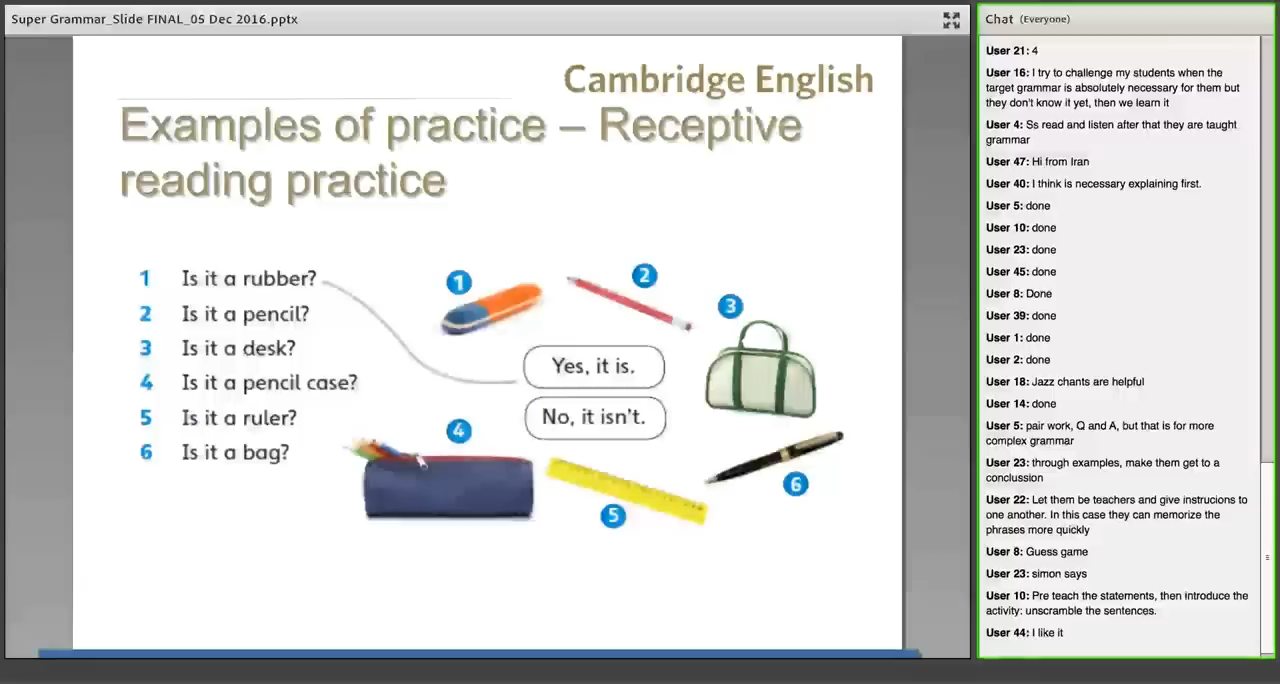 Super Grammar_Slide FINAL_05 Dec 2016.pptx
Cambridge English
Examples of practice – Receptive
reading practice
1 Is it a rubber?
2 Is it a pencil?
3 Is it a desk?
4 Is it a pencil case?
5 Is it a ruler?
6 Is it a bag?
1
2
3
Yes, it is.
No, it isn't.
4
5
6
Chat (Everyone)
User 21: 4
User 16: I try to challenge my students when the
target grammar is absolutely necessary for them but
they don't know it yet, then we learn it
User 4: Ss read and listen after that they are taught
grammar
User 47: Hi from Iran
User 40: I think is necessary explaining first.
User 5: done
User 10: done
User 23: done
User 45: done
User 8: Done
User 39: done
User 1: done
User 2: done
User 18: Jazz chants are helpful
User 14: done
User 5: pair work, Q and A, but that is for more
complex grammar
User 23: through examples, make them get to a
conclussion
User 22: Let them be teachers and give instrucions to
one another. In this case they can memorize the
phrases more quickly
User 8: Guess game
User 23: simon says
User 10: Pre teach the statements, then introduce the
activity: unscramble the sentences.
User 44: I like it